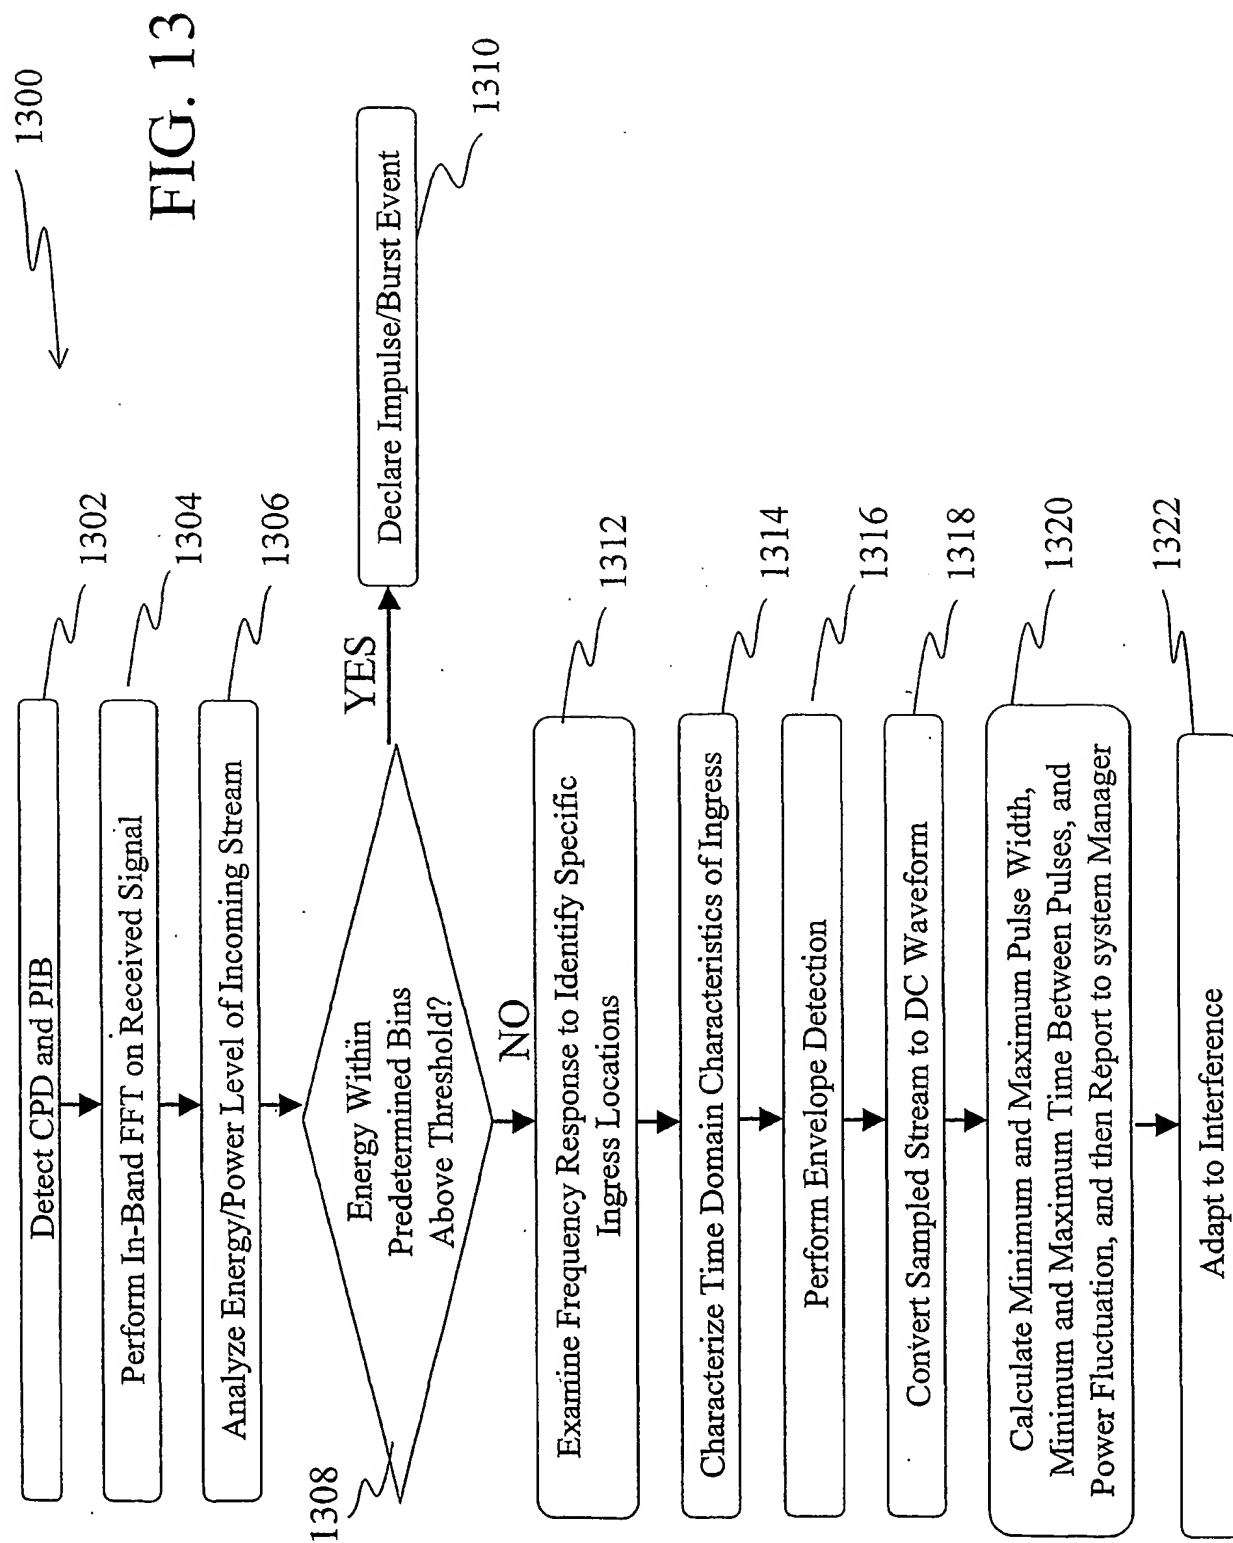 1300
FIG. 13
Detect CPD and PIB
1302
Perform In-Band FFT on Received Signal
1304
Analyze Energy/Power Level of Incoming Stream
1306
Energy Within
Predetermined Bins
Above Threshold?
1308
YES
Declare Impulse/Burst Event
1310
NO
Examine Frequency Response to Identify Specific
Ingress Locations
1312
Characterize Time Domain Characteristics of Ingress
1314
Perform Envelope Detection
1316
Convert Sampled Stream to DC Waveform
1318
Calculate Minimum and Maximum Pulse Width,
Minimum and Maximum Time Between Pulses, and
Power Fluctuation, and then Report to system Manager
1320
Adapt to Interference
1322